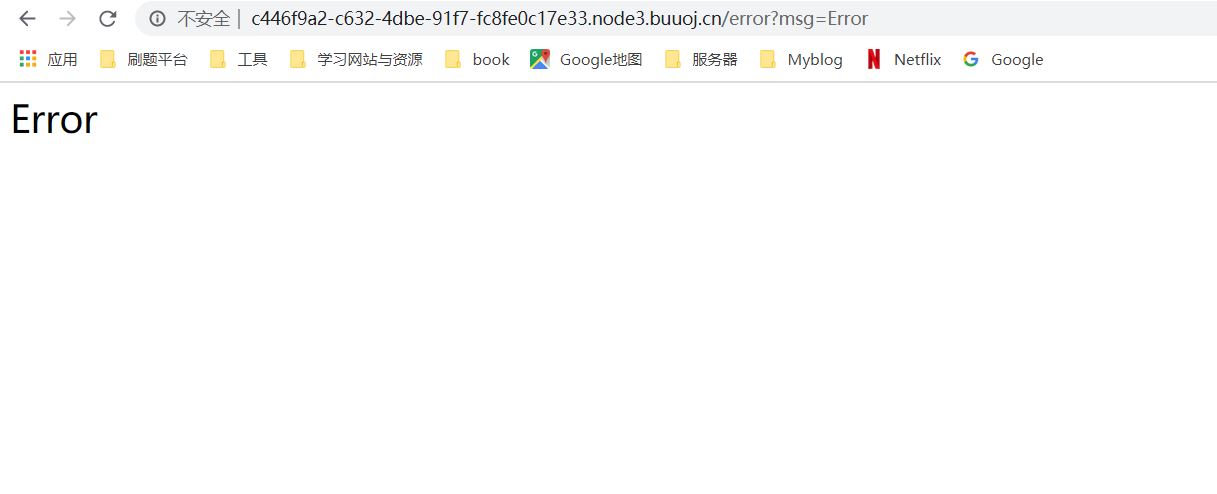 不安全 | c446f9a2-c632-4dbe-91f7-fc8fe0c17e33.node3.buuoj.cn/error?msg=Error
应用 刷题平台 工具 学习网站与资源 book Google地图 服务器 Myblog Netflix Google
Error